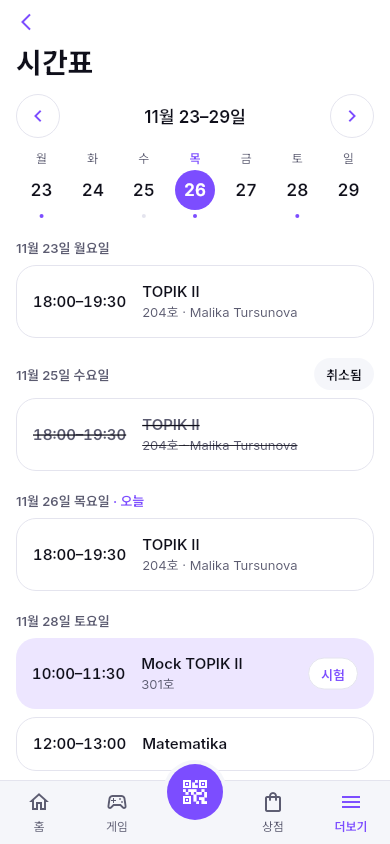 시간표
11월 23–29일
월 화 수 목 금 토 일
23 24 25 26 27 28 29
11월 23일 월요일
18:00–19:30
TOPIK II
204호 · Malika Tursunova
11월 25일 수요일
취소됨
18:00–19:30
TOPIK II
204호 · Malika Tursunova
11월 26일 목요일 · 오늘
18:00–19:30
TOPIK II
204호 · Malika Tursunova
11월 28일 토요일
10:00–11:30
Mock TOPIK II
301호
시험
12:00–13:00
Matematika
홈
게임
상점
더보기